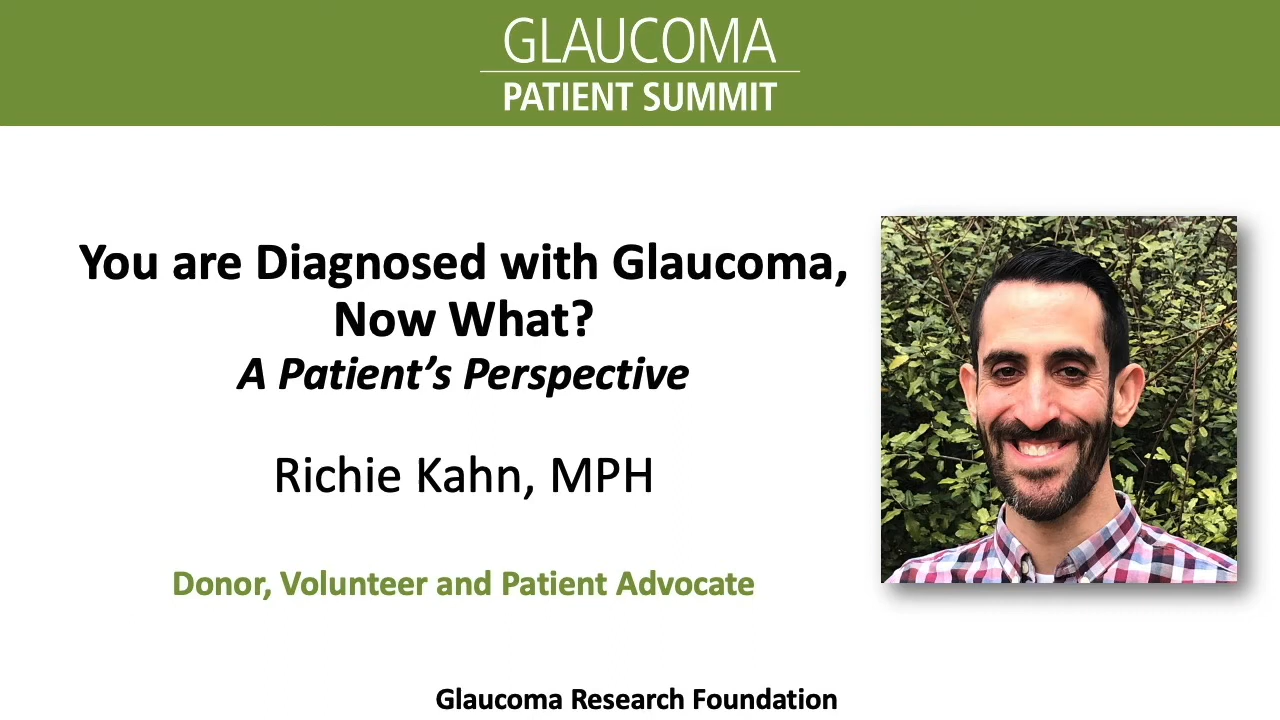 GLAUCOMA
PATIENT SUMMIT
You are Diagnosed with Glaucoma,
Now What?
A Patient's Perspective
Richie Kahn, MPH
Donor, Volunteer and Patient Advocate
Glaucoma Research Foundation